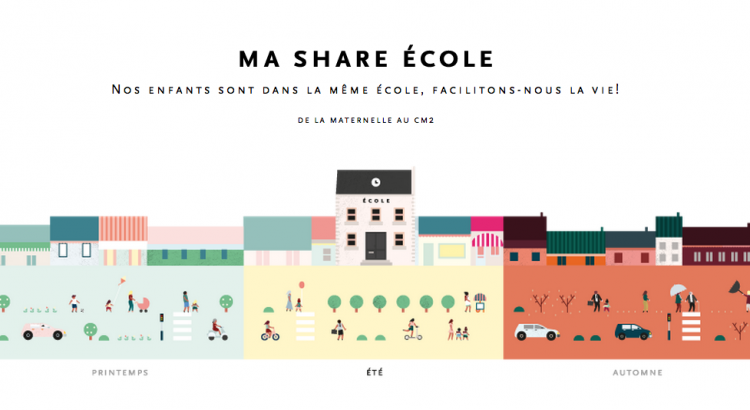 MA SHARE ÉCOLE
NOS ENFANTS SONT DANS LA MÊME ÉCOLE, FACILITONS-NOUS LA VIE!
DE LA MATERNELLE AU CM2
ÉCOLE
PRINTEMPS
ÉTÉ
AUTOMNE